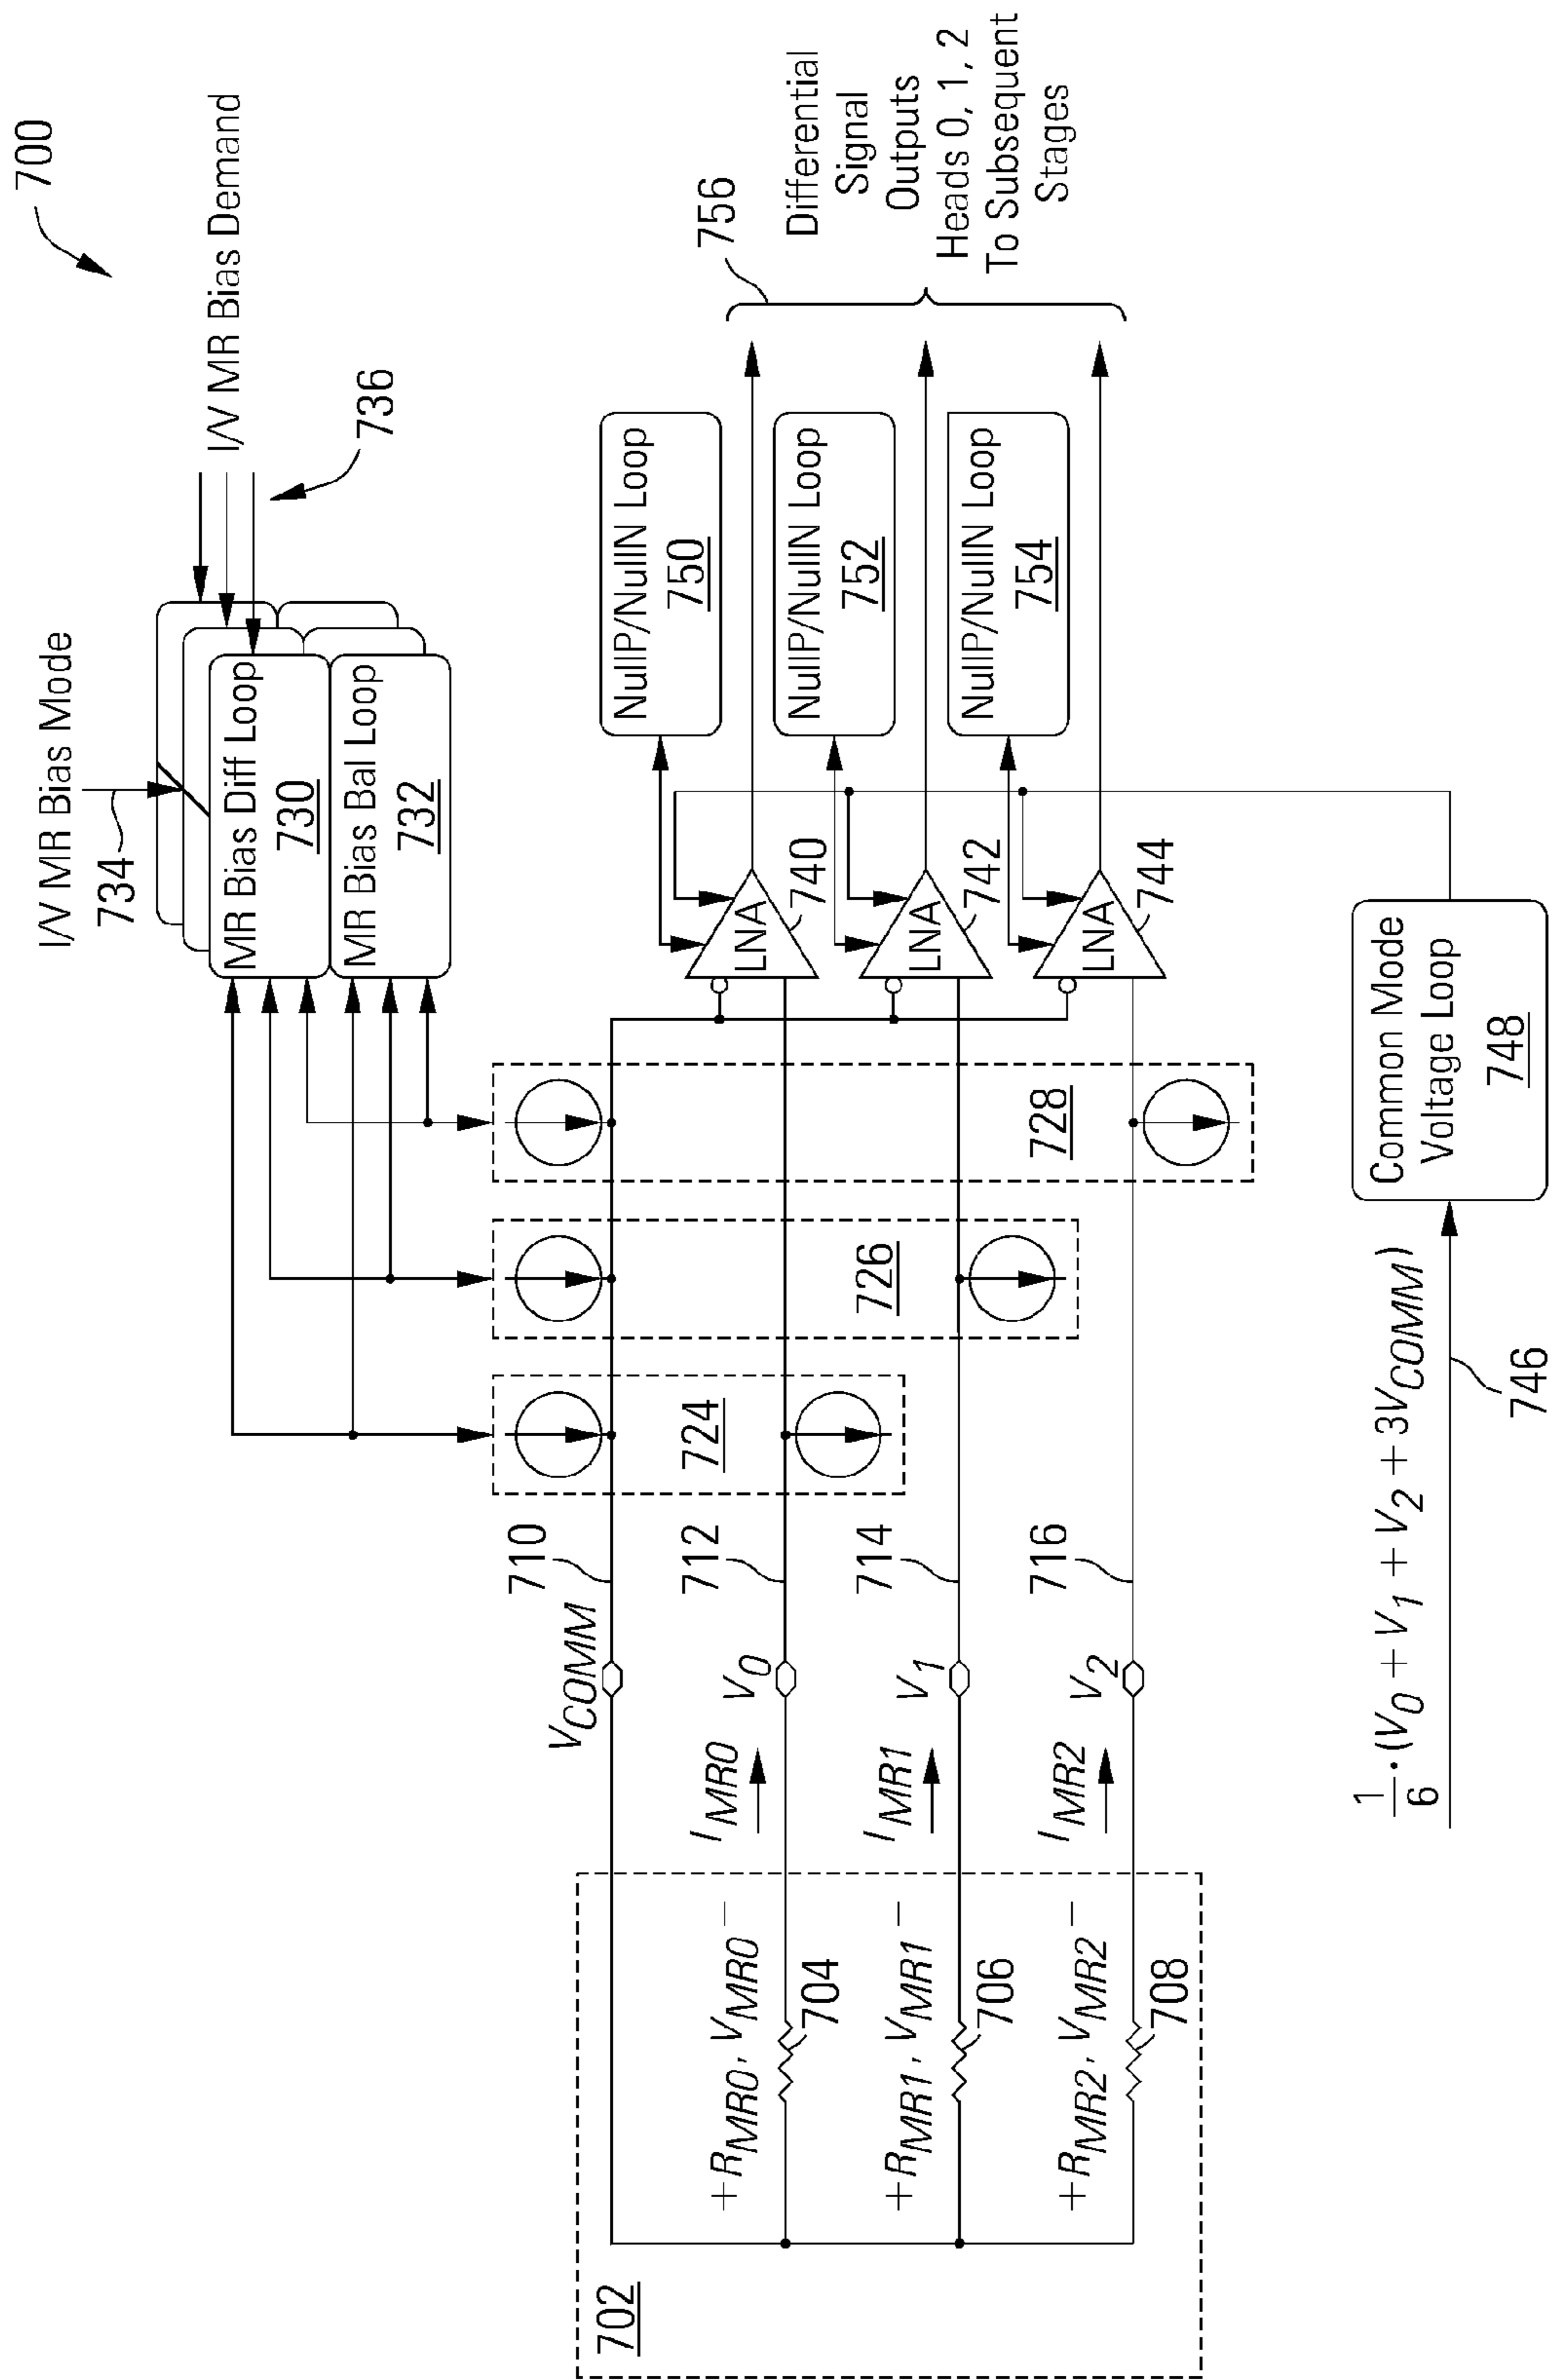 700
I/V MR Bias Mode
734
I/V MR Bias Demand
736
MR Bias Diff Loop
730
MR Bias Bal Loop
732
702
+ R_MR0, V_MR0 −
704
+ R_MR1, V_MR1 −
706
+ R_MR2, V_MR2 −
708
I_MR0
I_MR1
I_MR2
V_COMM
V_0
V_1
V_2
710
712
714
716
724
726
728
LNA
740
LNA
742
LNA
744
NullP/NullN Loop
750
NullP/NullN Loop
752
NullP/NullN Loop
754
756
Differential
Signal
Outputs
Heads 0, 1, 2
To Subsequent
Stages
1/6 · (V_0 + V_1 + V_2 + 3V_COMM)
746
Common Mode
Voltage Loop
748